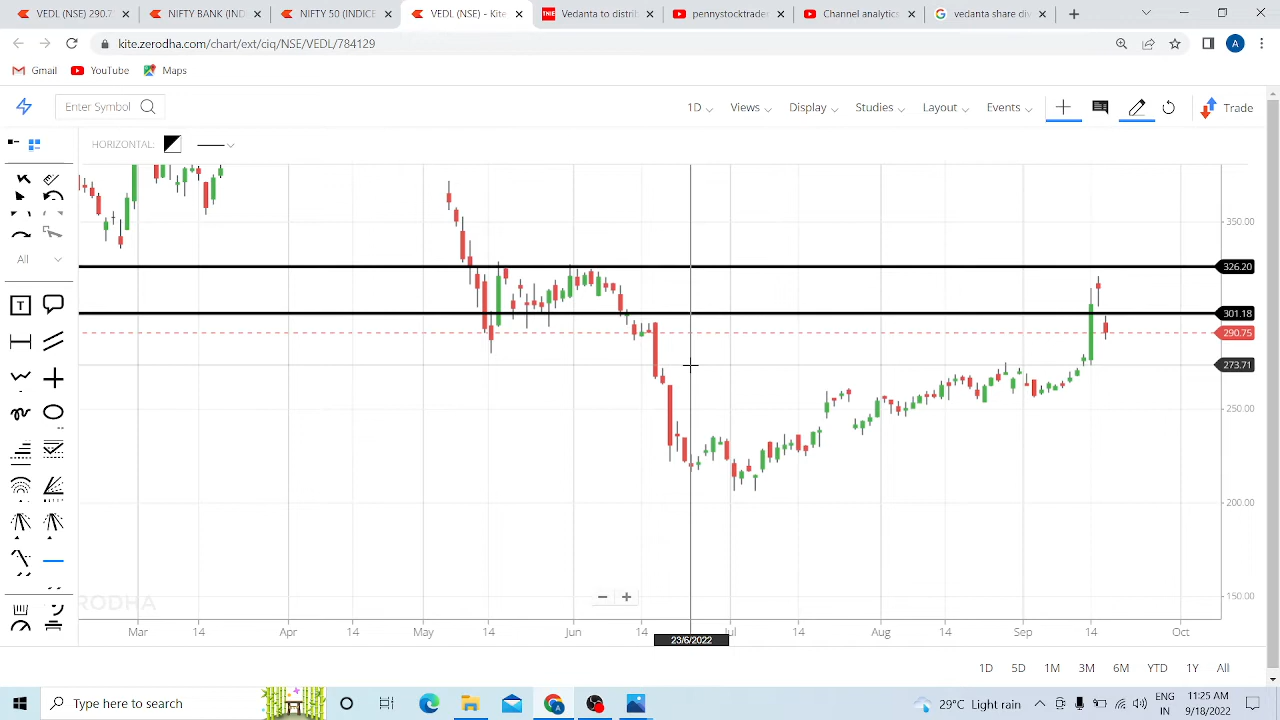 VEDL (NSE) 290
NIFTY BANK (IND
NIFTY 50 (INDICE
VEDL (NSE) - Kite
Vedanta to distri
pennystocktrade
Channel analytics
vedanta share div
kite.zerodha.com/chart/ext/ciq/NSE/VEDL/784129
A
Gmail
YouTube
Maps
Enter Symbol
1D
Views
Display
Studies
Layout
Events
Trade
HORIZONTAL:
All
T
350.00
326.20
301.18
290.75
273.71
250.00
200.00
150.00
RODHA
Mar
14
Apr
14
May
14
Jun
14
23/6/2022
14
Aug
14
Sep
14
Oct
1D
5D
1M
3M
6M
YTD
1Y
All
Type here to search
29°C Light rain
ENG
IN
11:25 AM
9/18/2022